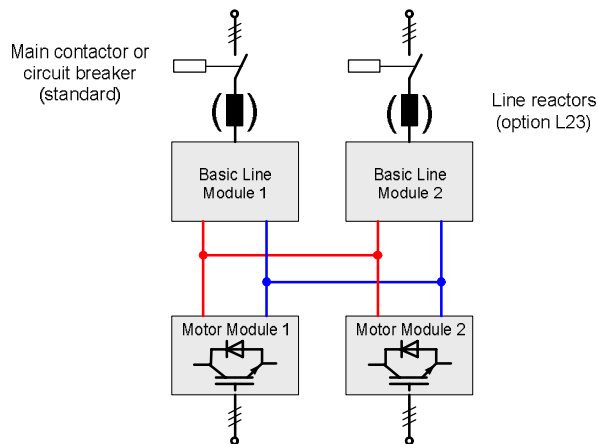 Main contactor or
circuit breaker
(standard)
Line reactors
(option L23)
Basic Line
Module 1
Basic Line
Module 2
Motor Module 1
Motor Module 2